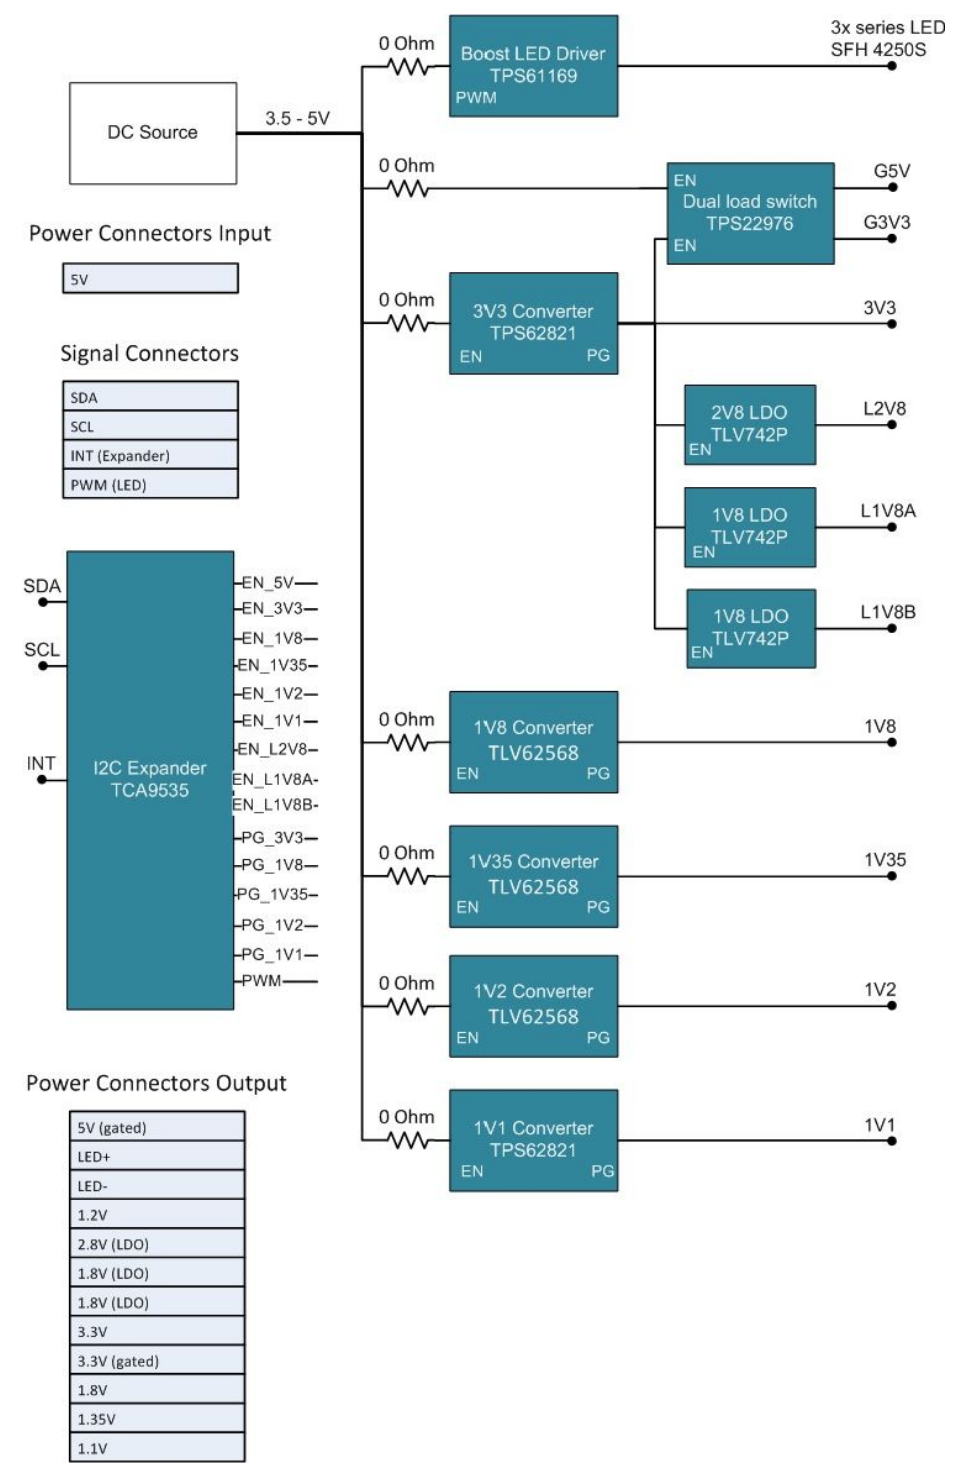 DC Source
3.5 - 5V
Power Connectors Input
5V
Signal Connectors
SDA
SCL
INT (Expander)
PWM (LED)
SDA
SCL
INT
I2C Expander
TCA9535
EN_5V
EN_3V3
EN_1V8
EN_1V35
EN_1V2
EN_1V1
EN_L2V8
EN_L1V8A
EN_L1V8B
PG_3V3
PG_1V8
PG_1V35
PG_1V2
PG_1V1
PWM
Power Connectors Output
5V (gated)
LED+
LED-
1.2V
2.8V (LDO)
1.8V (LDO)
1.8V (LDO)
3.3V
3.3V (gated)
1.8V
1.35V
1.1V
0 Ohm
Boost LED Driver
TPS61169
PWM
3x series LED
SFH 4250S
0 Ohm
EN
Dual load switch
TPS22976
EN
G5V
G3V3
0 Ohm
3V3 Converter
TPS62821
EN PG
3V3
2V8 LDO
TLV742P
EN
L2V8
1V8 LDO
TLV742P
EN
L1V8A
1V8 LDO
TLV742P
EN
L1V8B
0 Ohm
1V8 Converter
TLV62568
EN PG
1V8
0 Ohm
1V35 Converter
TLV62568
EN PG
1V35
0 Ohm
1V2 Converter
TLV62568
EN PG
1V2
0 Ohm
1V1 Converter
TPS62821
EN PG
1V1